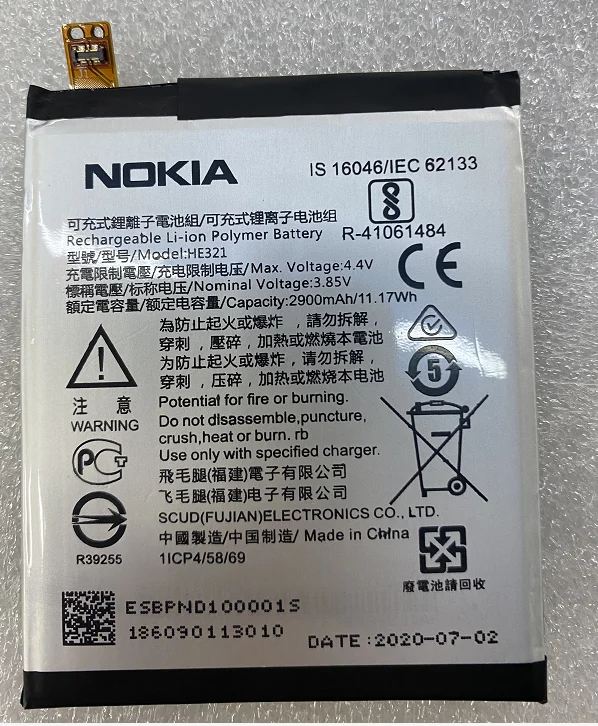 NOKIA
IS 16046/IEC 62133
R-41061484
可充式鋰離子電池組/可充式锂离子电池组
Rechargeable Li-ion Polymer Battery
型號/型号/Model:HE321
充電限制電壓/充电限制电压/Max. Voltage:4.4V
標稱電壓/标称电压/Nominal Voltage:3.85V
額定電容量/额定电容量/Capacity:2900mAh/11.17Wh
為防止起火或爆炸，請勿拆解，
穿刺，壓碎，加熱或燃燒本電池
为防止起火或爆炸，请勿拆解，
穿刺，压碎，加热或燃烧本电池
注 意
WARNING
Potential for fire or burning.
Do not disassemble,puncture,
crush,heat or burn. rb
Use only with specified charger.
5
飛毛腿(福建)電子有限公司
飞毛腿(福建)电子有限公司
SCUD(FUJIAN)ELECTRONICS CO., LTD.
中國製造/中国制造/ Made in China
1ICP4/58/69
R39255
廢電池請回收
ESBPND100001S
186090113010
DATE:2020-07-02